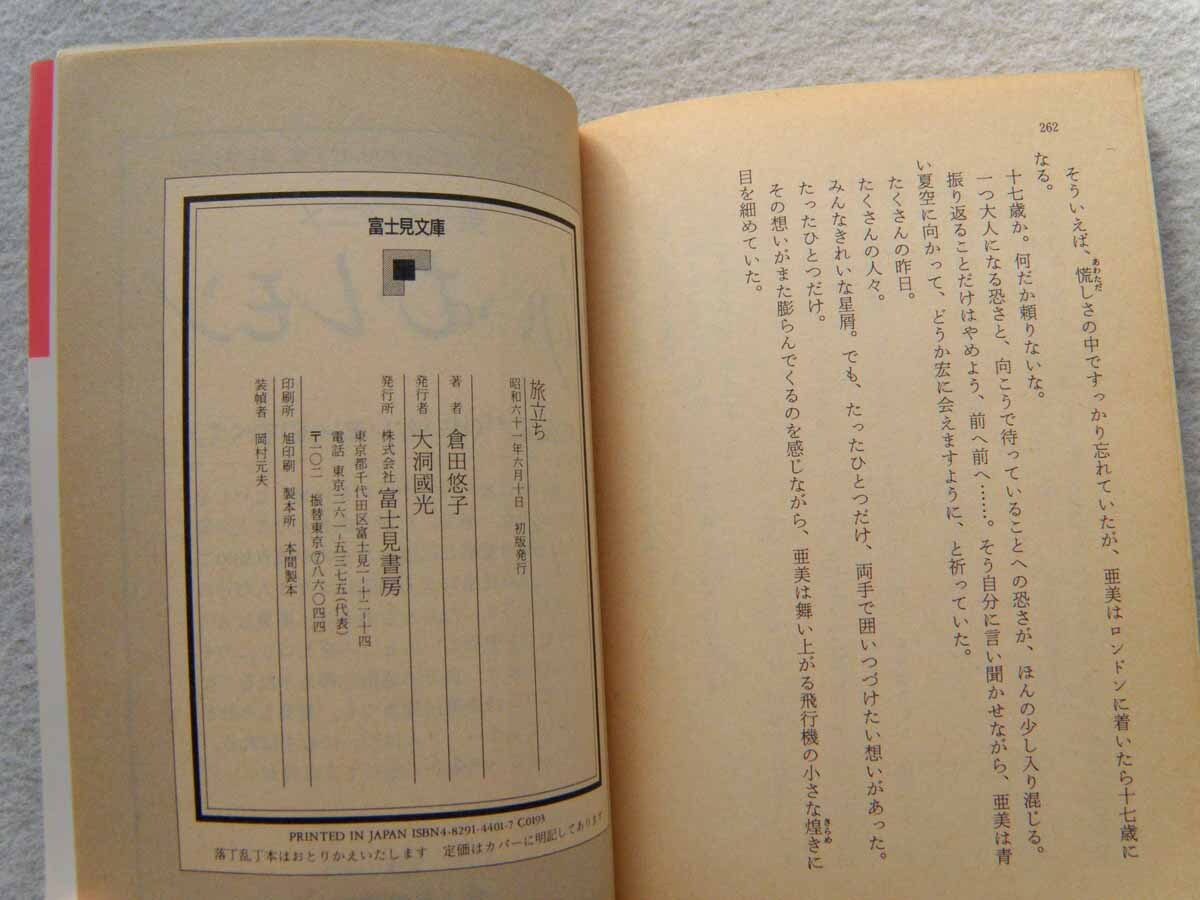 262
そういえば、慌しさの中ですっかり忘れていたが、亜美はロンドンに着いたら十七歳に
あわただ
なる。
十七歳か。何だか頼りないな。
一つ大人になる恐さと、向こうで待っていることへの恐さが、ほんの少し入り混じる。
振り返ることだけはやめよう、前へ前へ……。そう自分に言い聞かせながら、亜美は青
い夏空に向かって、どうか宏に会えますように、と祈っていた。
たくさんの昨日。
たくさんの人々。
みんなきれいな星屑。でも、たったひとつだけ、両手で囲いつづけたい想いがあった。
たったひとつだけ。
その想いがまた膨らんでくるのを感じながら、亜美は舞い上がる飛行機の小さな煌きに
きらめ
目を細めていた。
富士見文庫
旅立ち
昭和六十一年六月十日 初版発行
著 者 倉田悠子
発行者 大洞國光
発行所 株式会社 富士見書房
東京都千代田区富士見一-十二-十四
電話 東京二六一-五三七五(代表)
〒一〇二 振替東京⑦八六〇四四
印刷所 旭印刷 製本所 本間製本
装幀者 岡村元夫
PRINTED IN JAPAN ISBN4-8291-4401-7 C0193
落丁乱丁本はおとりかえいたします 定価はカバーに明記してあります